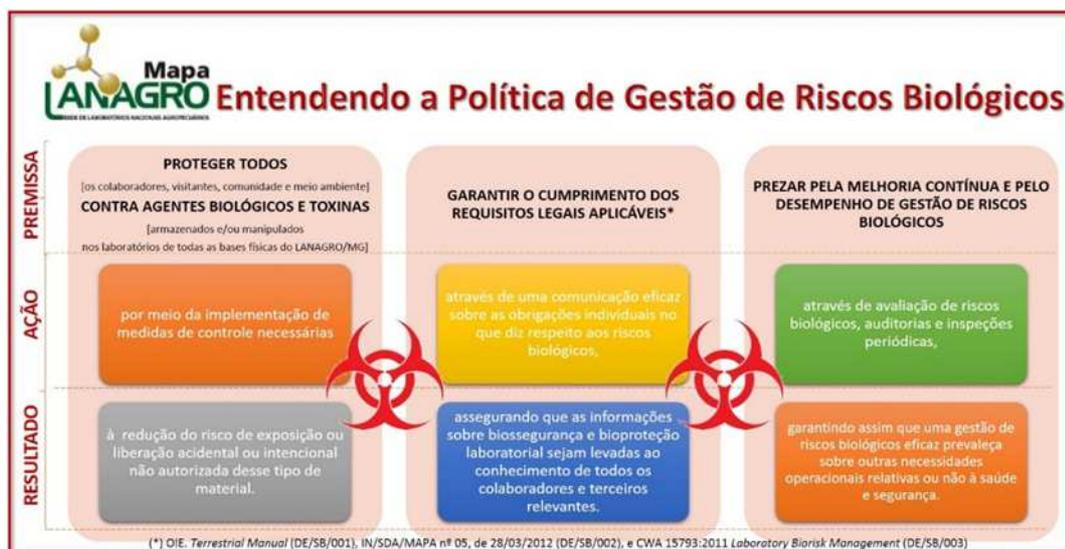 Mapa
LANAGRO
REDE DE LABORATÓRIOS NACIONAIS AGROPECUÁRIOS
Entendendo a Política de Gestão de Riscos Biológicos
PREMISSA
PROTEGER TODOS
[os colaboradores, visitantes, comunidade e meio ambiente]
CONTRA AGENTES BIOLÓGICOS E TOXINAS
[armazenados e/ou manipulados
nos laboratórios de todas as bases físicas do LANAGRO/MG]
GARANTIR O CUMPRIMENTO DOS
REQUISITOS LEGAIS APLICÁVEIS*
PREZAR PELA MELHORIA CONTÍNUA E PELO
DESEMPENHO DE GESTÃO DE RISCOS
BIOLÓGICOS
AÇÃO
por meio da implementação de
medidas de controle necessárias
através de uma comunicação eficaz
sobre as obrigações individuais no
que diz respeito aos riscos
biológicos,
através de avaliação de riscos
biológicos, auditorias e inspeções
periódicas,
RESULTADO
à redução do risco de exposição ou
liberação acidental ou intencional
não autorizada desse tipo de
material.
assegurando que as informações
sobre biossegurança e bioproteção
laboratorial sejam levadas ao
conhecimento de todos os
colaboradores e terceiros
relevantes.
garantindo assim que uma gestão de
riscos biológicos eficaz prevaleça
sobre outras necessidades
operacionais relativas ou não à saúde
e segurança.
(*) OIE. Terrestrial Manual (DE/SB/001), IN/SDA/MAPA nº 05, de 28/03/2012 (DE/SB/002), e CWA 15793:2011 Laboratory Biorisk Management (DE/SB/003)